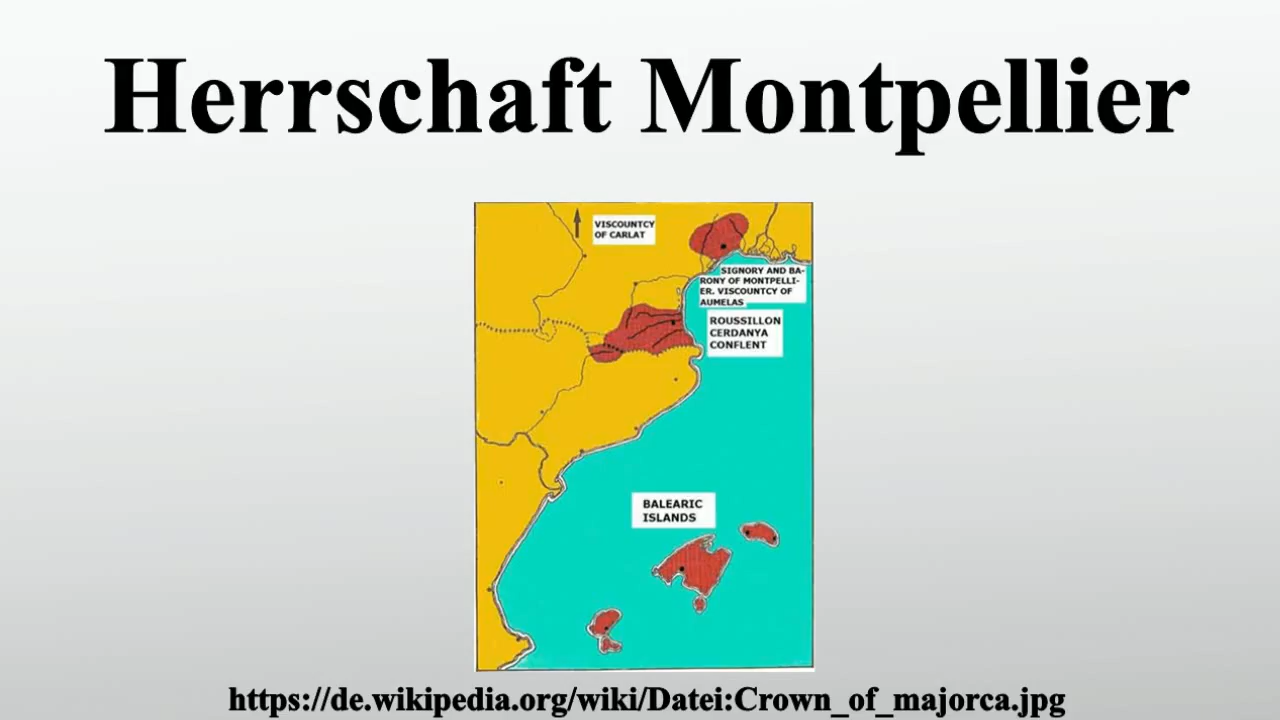 Herrschaft Montpellier
VISCOUNTCY
OF CARLAT
SIGNORY AND BA-
RONY OF MONTPELLI-
ER. VISCOUNTCY OF
AUMELAS
ROUSSILLON
CERDANYA
CONFLENT
BALEARIC
ISLANDS
https://de.wikipedia.org/wiki/Datei:Crown_of_majorca.jpg